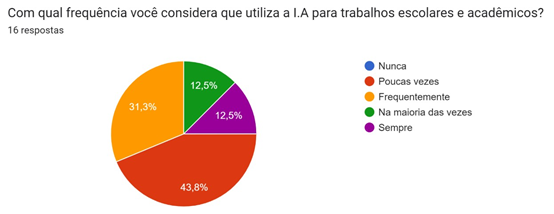 Com qual frequência você considera que utiliza a I.A para trabalhos escolares e acadêmicos?
16 respostas
12,5%
31,3%
12,5%
43,8%
Nunca
Poucas vezes
Frequentemente
Na maioria das vezes
Sempre